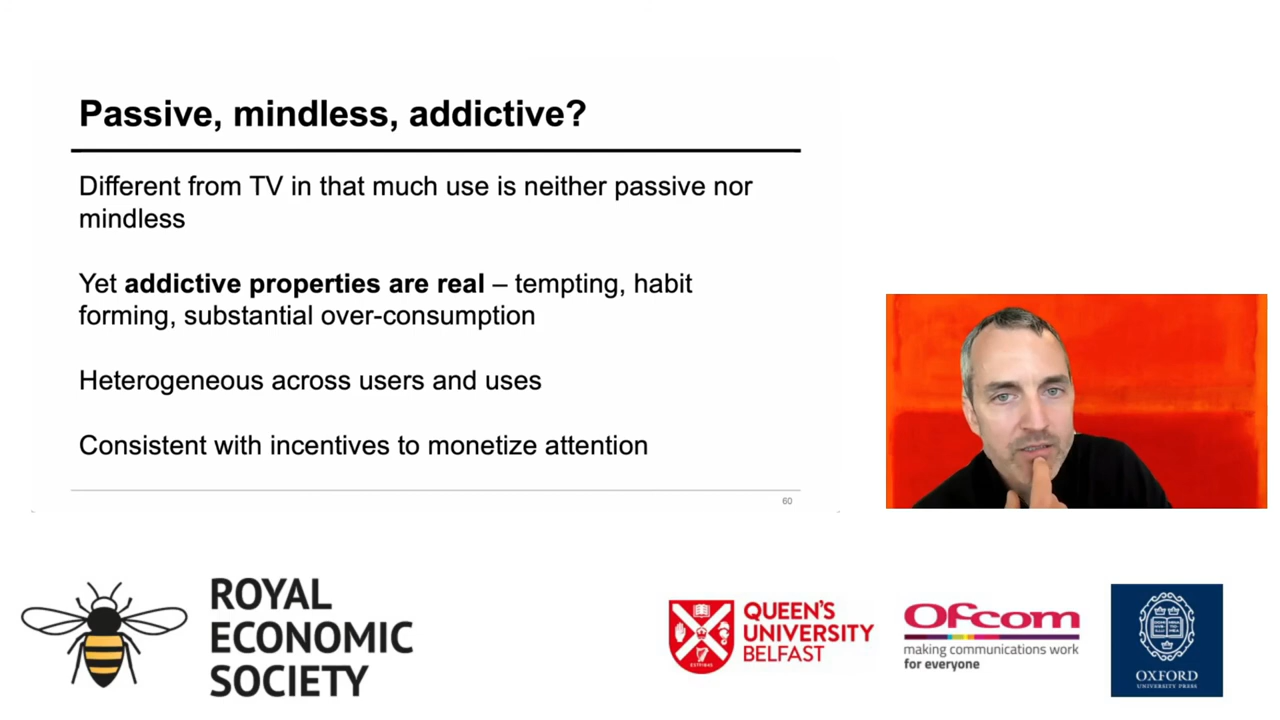 Passive, mindless, addictive?
Different from TV in that much use is neither passive nor
mindless
Yet addictive properties are real – tempting, habit
forming, substantial over-consumption
Heterogeneous across users and uses
Consistent with incentives to monetize attention
60
ROYAL
ECONOMIC
SOCIETY
QUEEN'S
UNIVERSITY
BELFAST
ESTD1845
Ofcom
making communications work
for everyone
OXFORD
UNIVERSITY PRESS